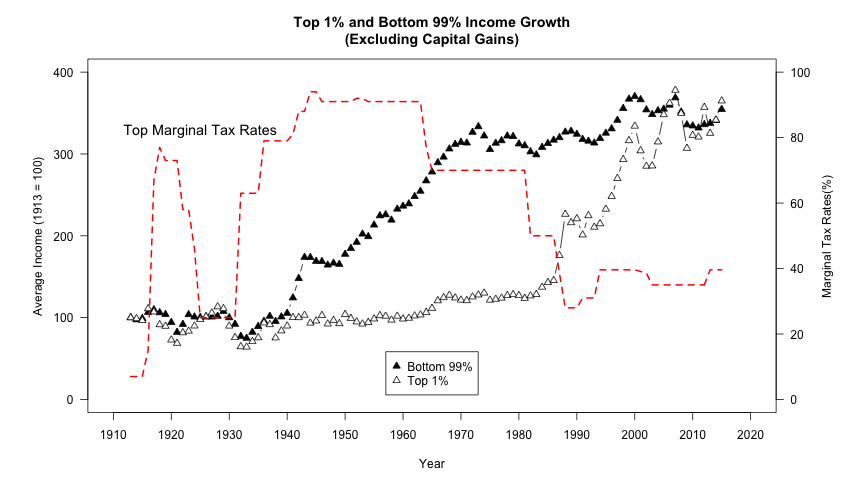 Top 1% and Bottom 99% Income Growth
(Excluding Capital Gains)
400
300
200
100
0
Average Income (1913 = 100)
Top Marginal Tax Rates
Bottom 99%
Top 1%
100
80
60
40
20
0
Marginal Tax Rates(%)
1910 1920 1930 1940 1950 1960 1970 1980 1990 2000 2010 2020
Year